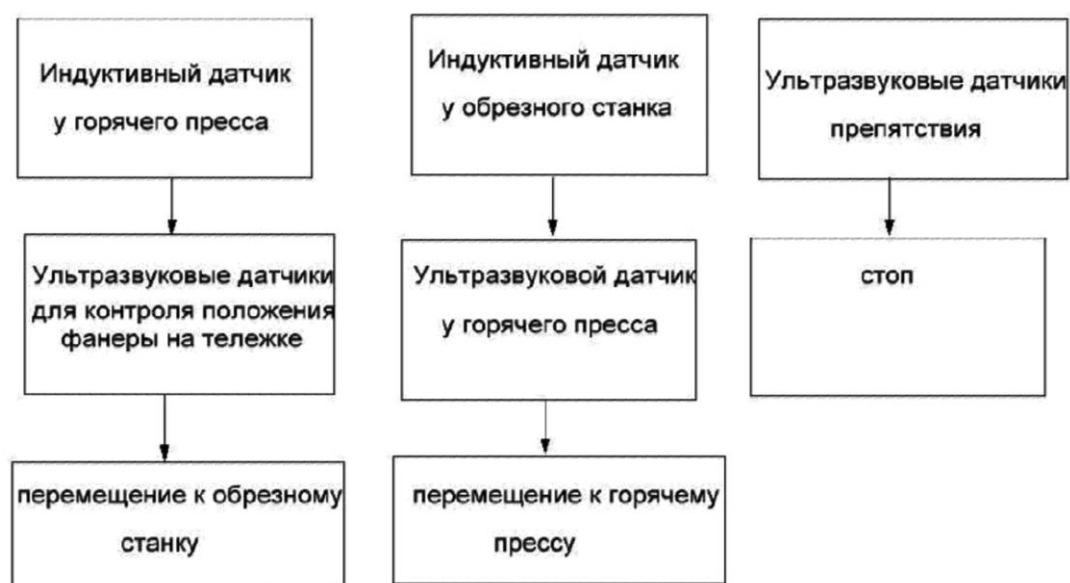 Индуктивный датчик
у горячего пресса
Ультразвуковые датчики
для контроля положения
фанеры на тележке
перемещение к обрезному
станку
Индуктивный датчик
у обрезного станка
Ультразвуковой датчик
у горячего пресса
перемещение к горячему
прессу
Ультразвуковые датчики
препятствия
стоп